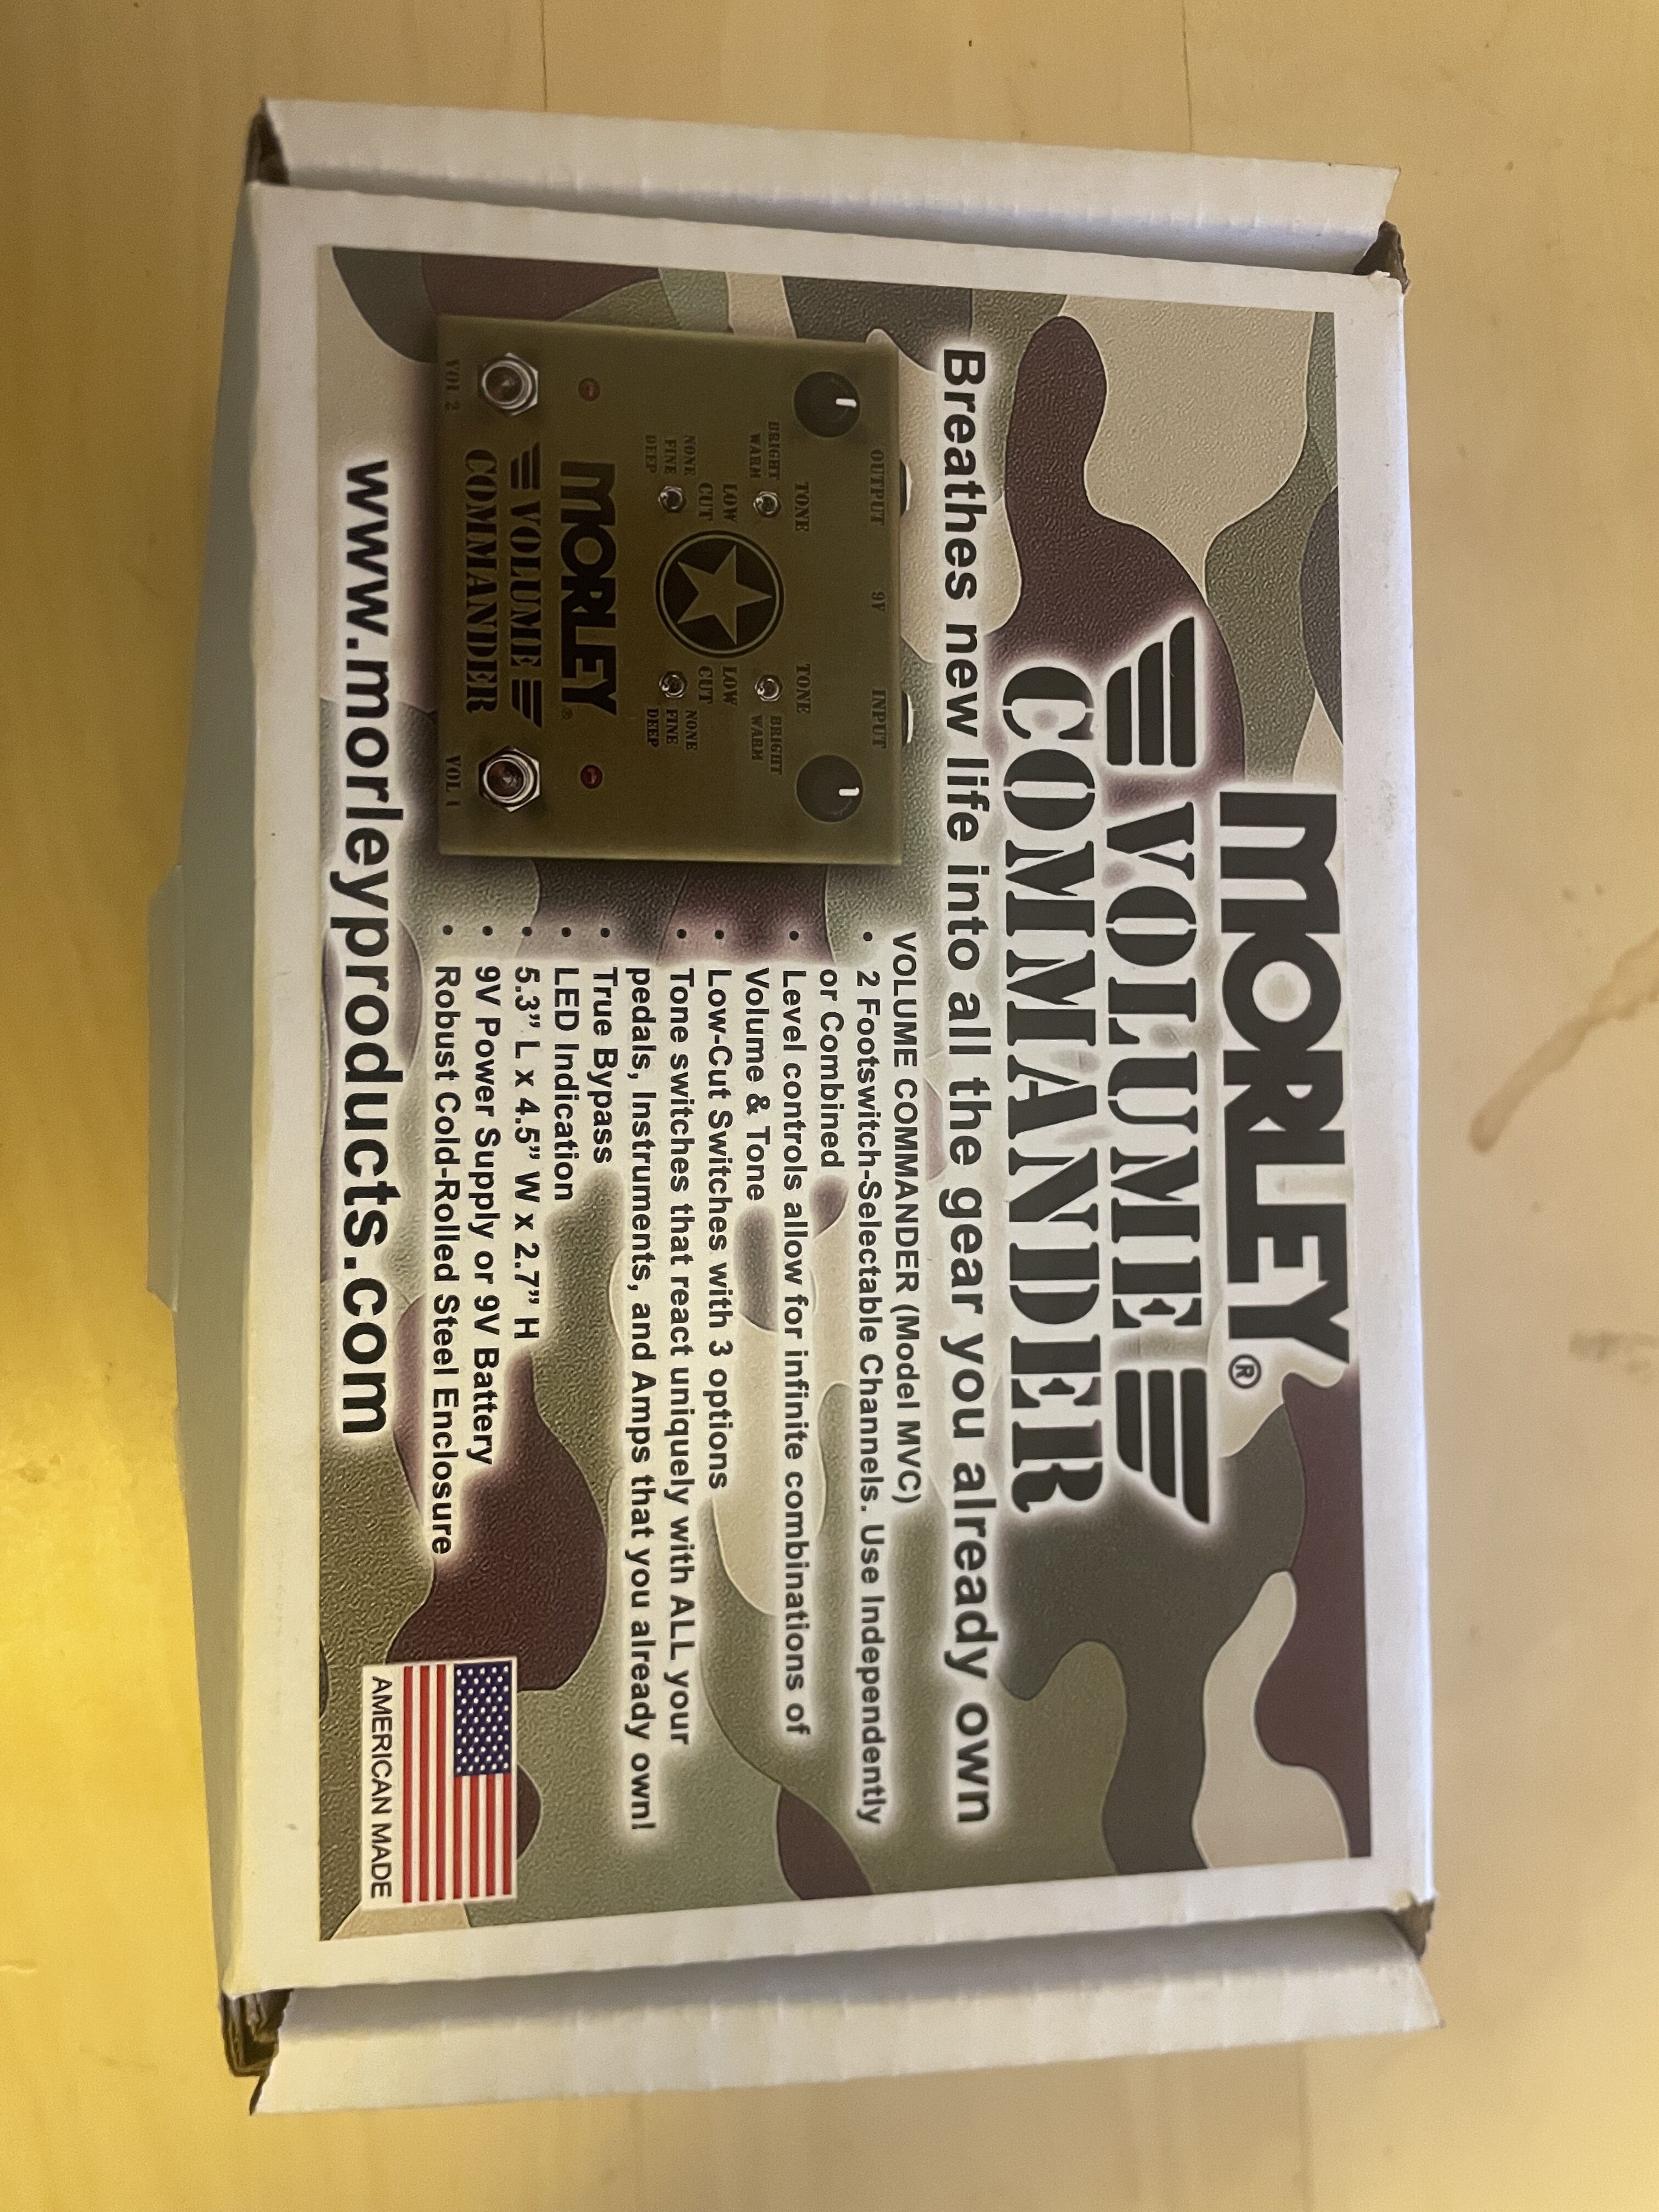 MORLEY®
VOLUME
COMMANDER
Breathes new life into all the gear you already own
OUTPUT 9V INPUT
TONE TONE
BRIGHT BRIGHT
WARM WARM
LOW LOW
CUT CUT
NONE NONE
FINE FINE
DEEP DEEP
MORLEY®
VOLUME
COMMANDER
VOL 2 VOL 1
VOLUME COMMANDER (Model MVC)
• 2 Footswitch-Selectable Channels. Use Independently
or Combined
• Level controls allow for infinite combinations of
Volume & Tone
• Low-Cut Switches with 3 options
• Tone switches that react uniquely with ALL your
pedals, Instruments, and Amps that you already own!
• True Bypass
• LED Indication
• 5.3” L x 4.5” W x 2.7” H
• 9V Power Supply or 9V Battery
• Robust Cold-Rolled Steel Enclosure
www.morleyproducts.com
AMERICAN MADE